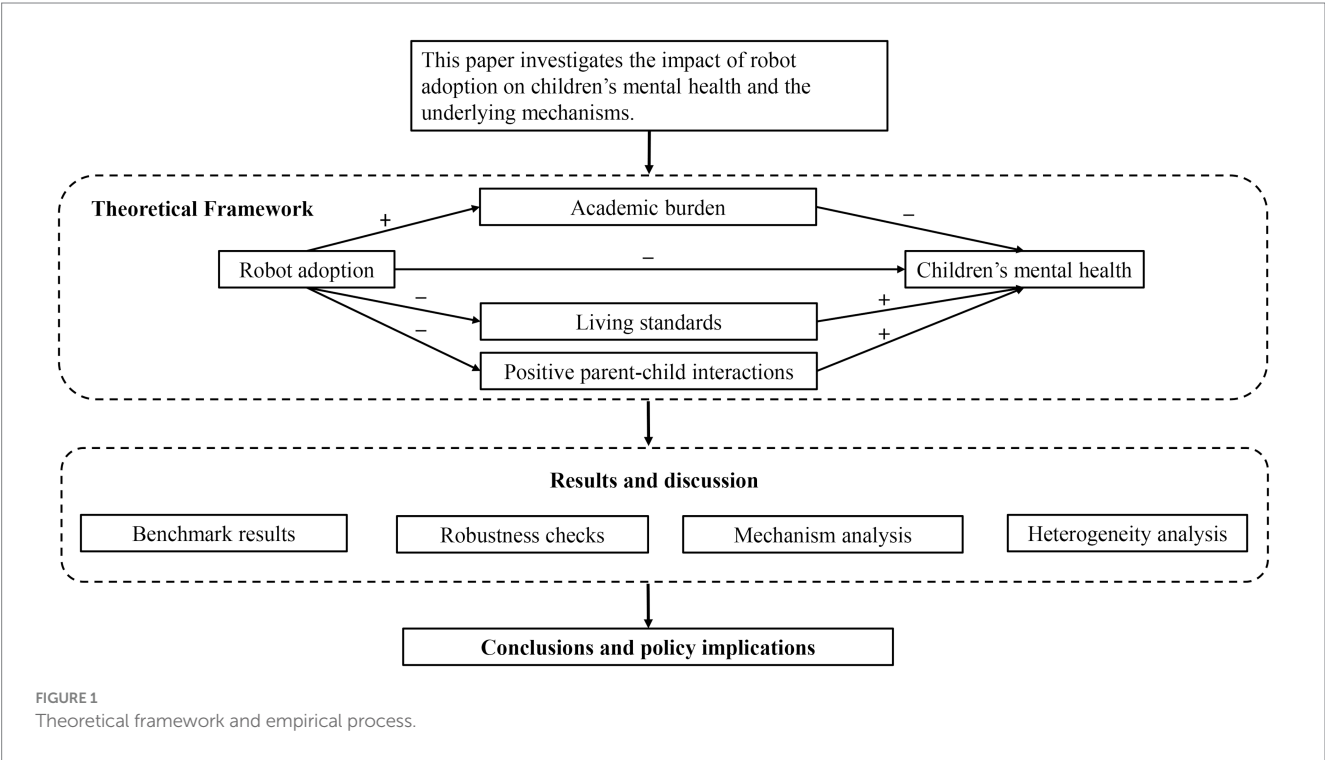 This paper investigates the impact of robot
adoption on children’s mental health and the
underlying mechanisms.
Theoretical Framework
Academic burden
+
–
Robot adoption
–
Children’s mental health
–
+
Living standards
–
+
Positive parent-child interactions
Results and discussion
Benchmark results
Robustness checks
Mechanism analysis
Heterogeneity analysis
Conclusions and policy implications
FIGURE 1
Theoretical framework and empirical process.